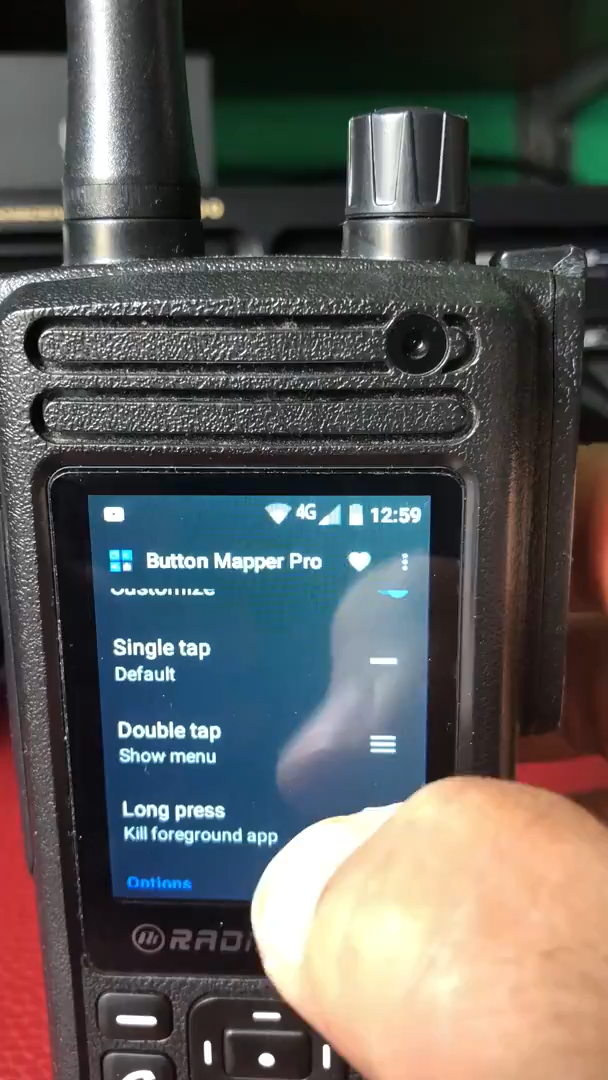 4G 12:59
Button Mapper Pro
Customize
Single tap
Default
Double tap
Show menu
Long press
Kill foreground app
Options